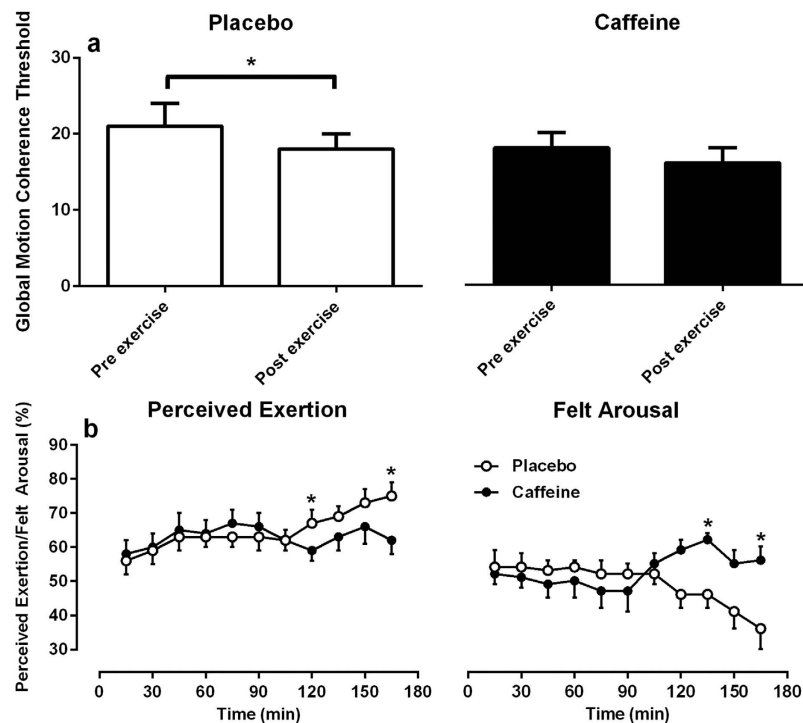 Placebo
Caffeine
a
Global Motion Coherence Threshold
30
20
10
0
*
Pre exercise
Post exercise
Pre exercise
Post exercise
Perceived Exertion
Felt Arousal
b
Perceived Exertion/Felt Arousal (%)
90
80
70
60
50
40
30
* *
Placebo
Caffeine
* *
0 30 60 90 120 150 180
0 30 60 90 120 150 180
Time (min)
Time (min)